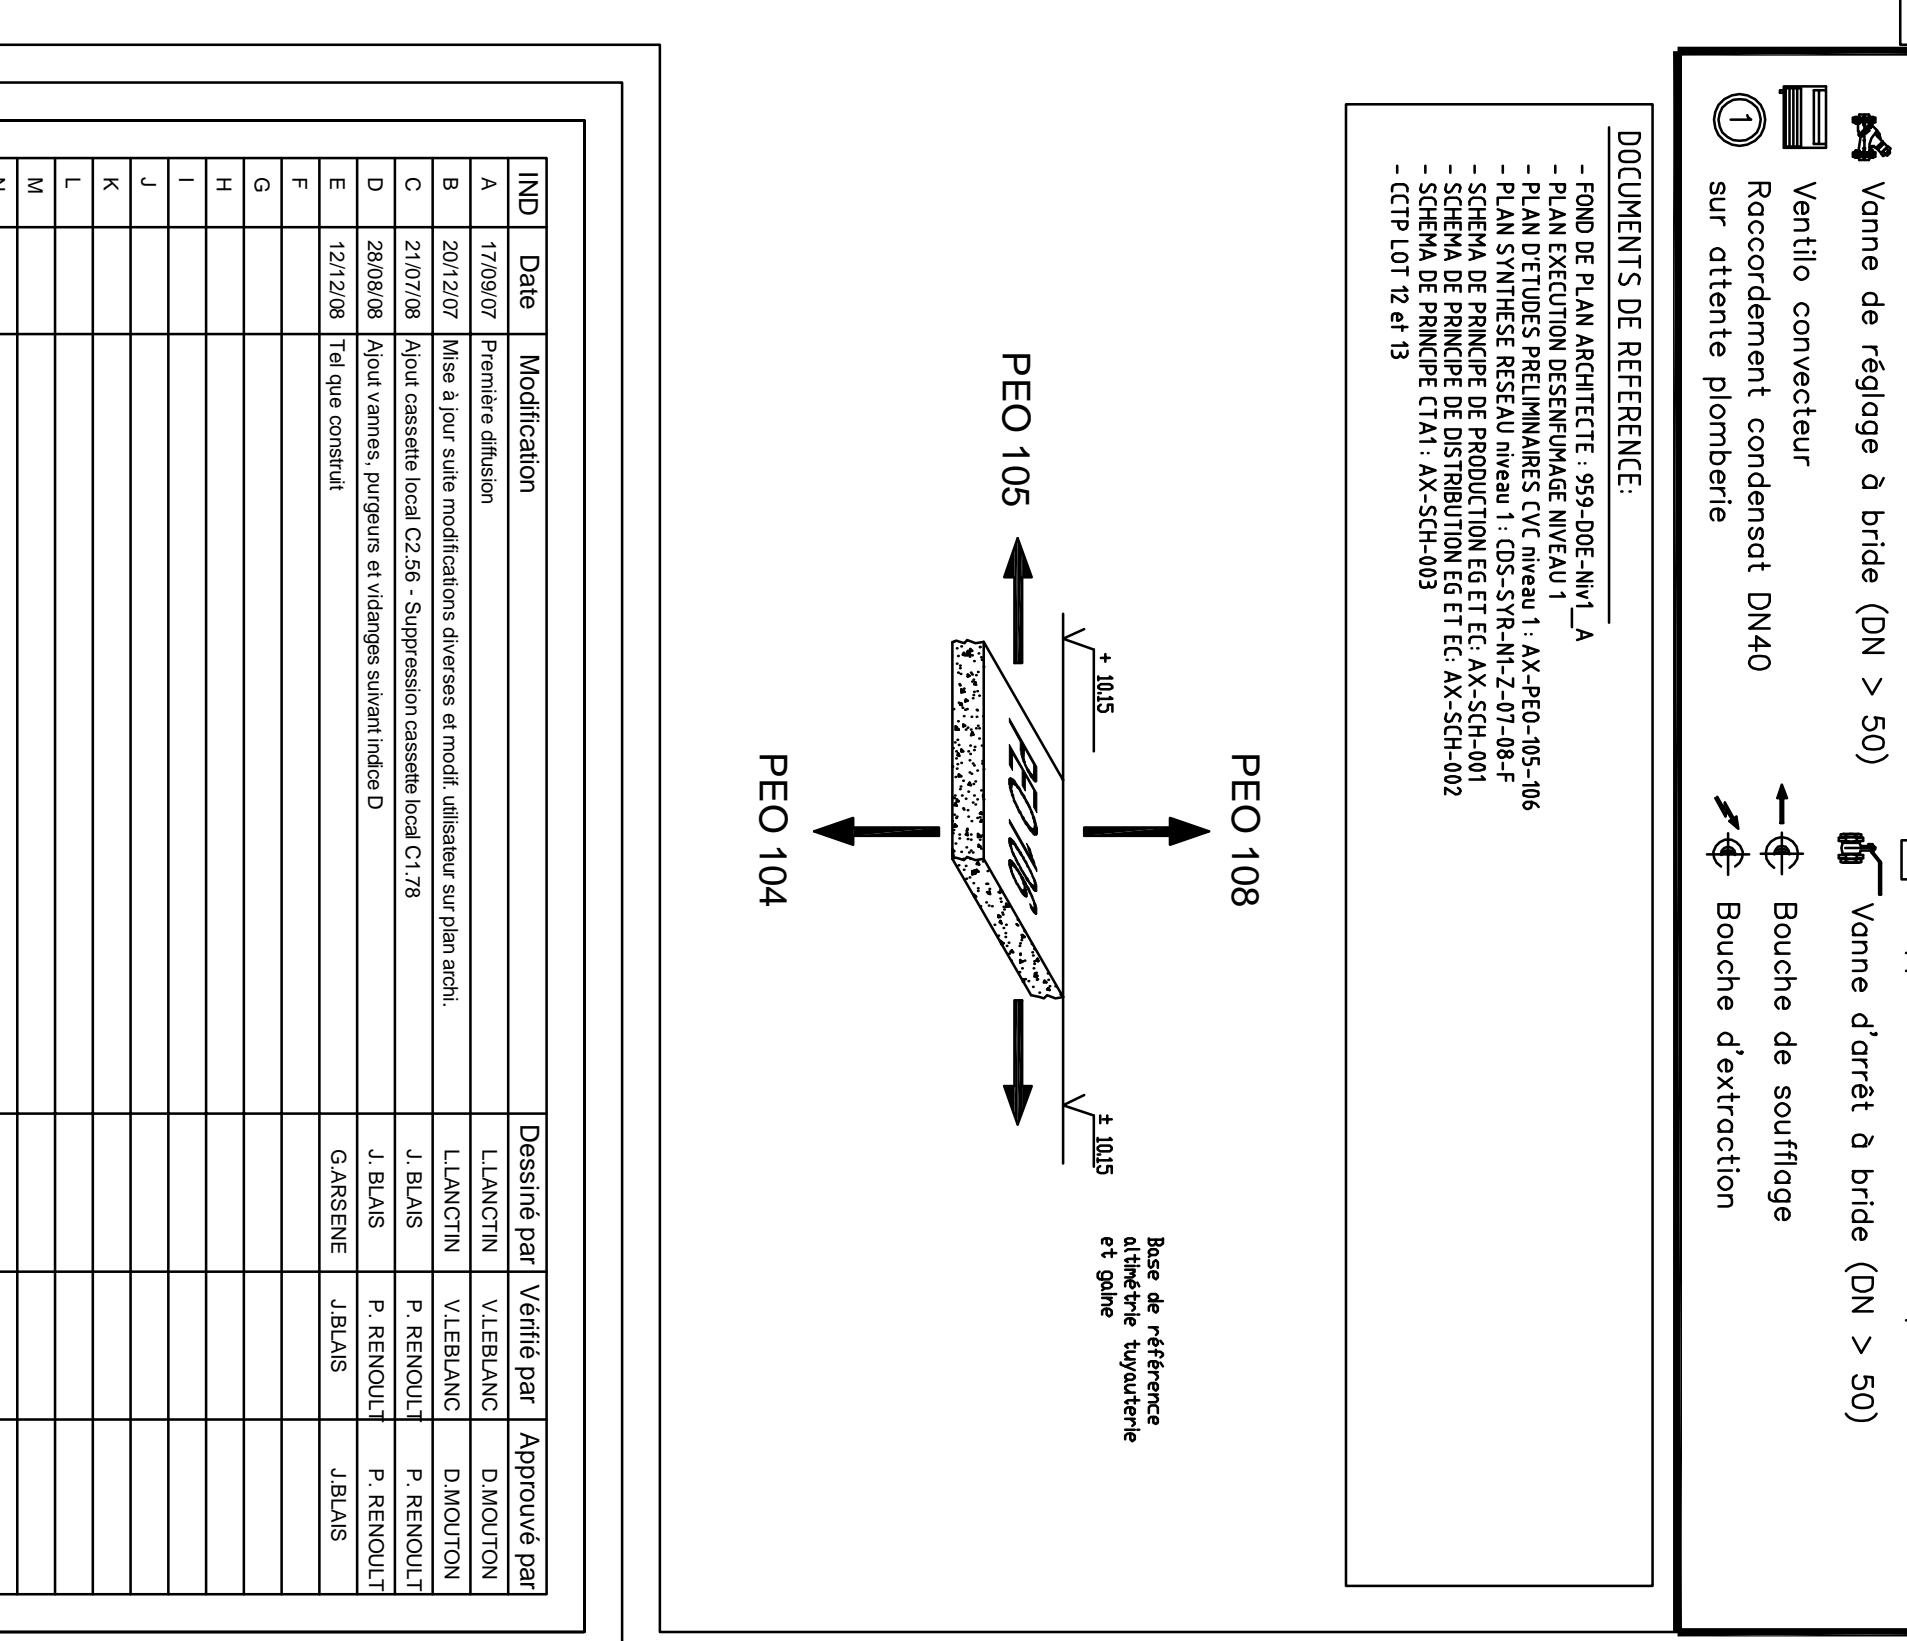 Vanne de réglage à bride (DN > 50)
Vanne d'arrêt à bride (DN > 50)
Ventilo convecteur
Bouche de soufflage
1
Raccordement condensat DN40
sur attente plomberie
Bouche d'extraction
DOCUMENTS DE REFERENCE:
- FOND DE PLAN ARCHITECTE : 959-DOE-Niv1_A
- PLAN EXECUTION DESENFUMAGE NIVEAU 1
- PLAN D'ETUDES PRELIMINAIRES CVC niveau 1 : AX-PEO-105-106
- PLAN SYNTHESE RESEAU niveau 1 : CDS-SYR-N1-Z-07-08-F
- SCHEMA DE PRINCIPE DE PRODUCTION EG ET EC: AX-SCH-001
- SCHEMA DE PRINCIPE DE DISTRIBUTION EG ET EC: AX-SCH-002
- SCHEMA DE PRINCIPE CTA1 : AX-SCH-003
- CCTP LOT 12 et 13
PEO 108
+ 10.15
± 10.15
Base de référence
altimétrie tuyauterie
et gaine
PEO 105
PEO 106
PEO 104
IND Date Modification Dessiné par Vérifié par Approuvé par
A 17/09/07 Première diffusion L.LANCTIN V.LEBLANC D.MOUTON
B 20/12/07 Mise à jour suite modifications diverses et modif. utilisateur sur plan archi. L.LANCTIN V.LEBLANC D.MOUTON
C 21/07/08 Ajout cassette local C2.56 - Suppression cassette local C1.78 J. BLAIS P. RENOULT P. RENOULT
D 28/08/08 Ajout vannes, purgeurs et vidanges suivant indice D J. BLAIS P. RENOULT P. RENOULT
E 12/12/08 Tel que construit G.ARSENE J.BLAIS J.BLAIS
F
G
H
I
J
K
L
M
N